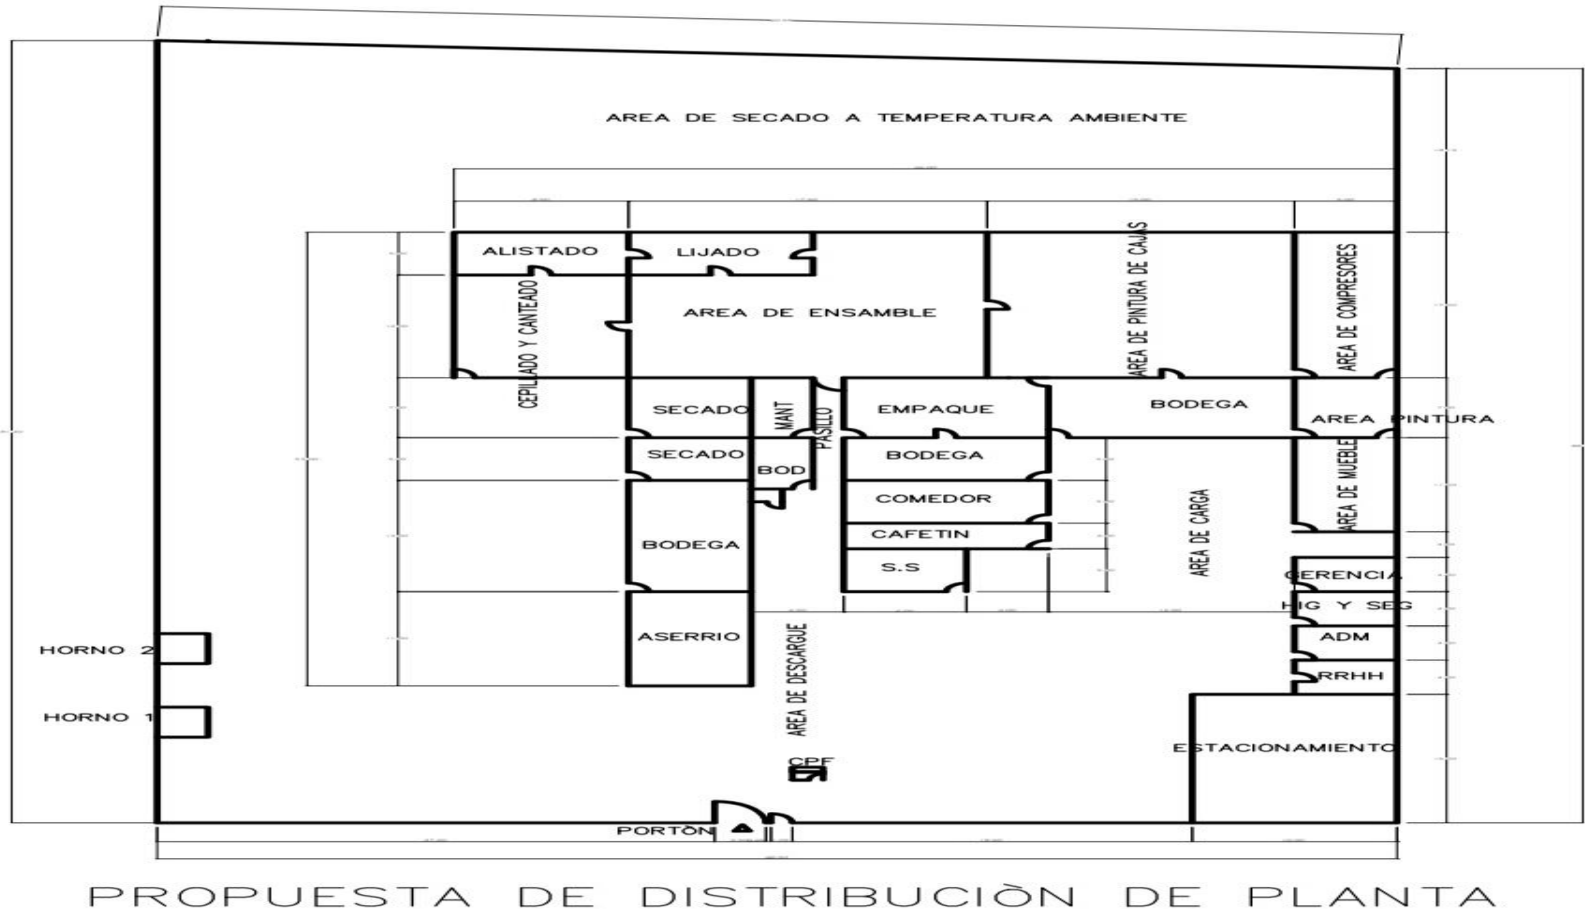 AREA DE SECADO A TEMPERATURA AMBIENTE
ALISTADO
LIJADO
AREA DE PINTURA DE CAJAS
AREA DE COMPRESORES
CEPILLADO Y CANTEADO
AREA DE ENSAMBLE
SECADO
MANT
PASILLO
EMPAQUE
BODEGA
AREA PINTURA
SECADO
BOD
BODEGA
AREA DE MUEBLE
COMEDOR
AREA DE CARGA
CAFETIN
BODEGA
S.S
GERENCIA
HIG Y SEG
ASERRIO
ADM
HORNO 2
RRHH
AREA DE DESCARGUE
HORNO 1
ESTACIONAMIENTO
CPF
PORTÒN
PROPUESTA DE DISTRIBUCIÒN DE PLANTA